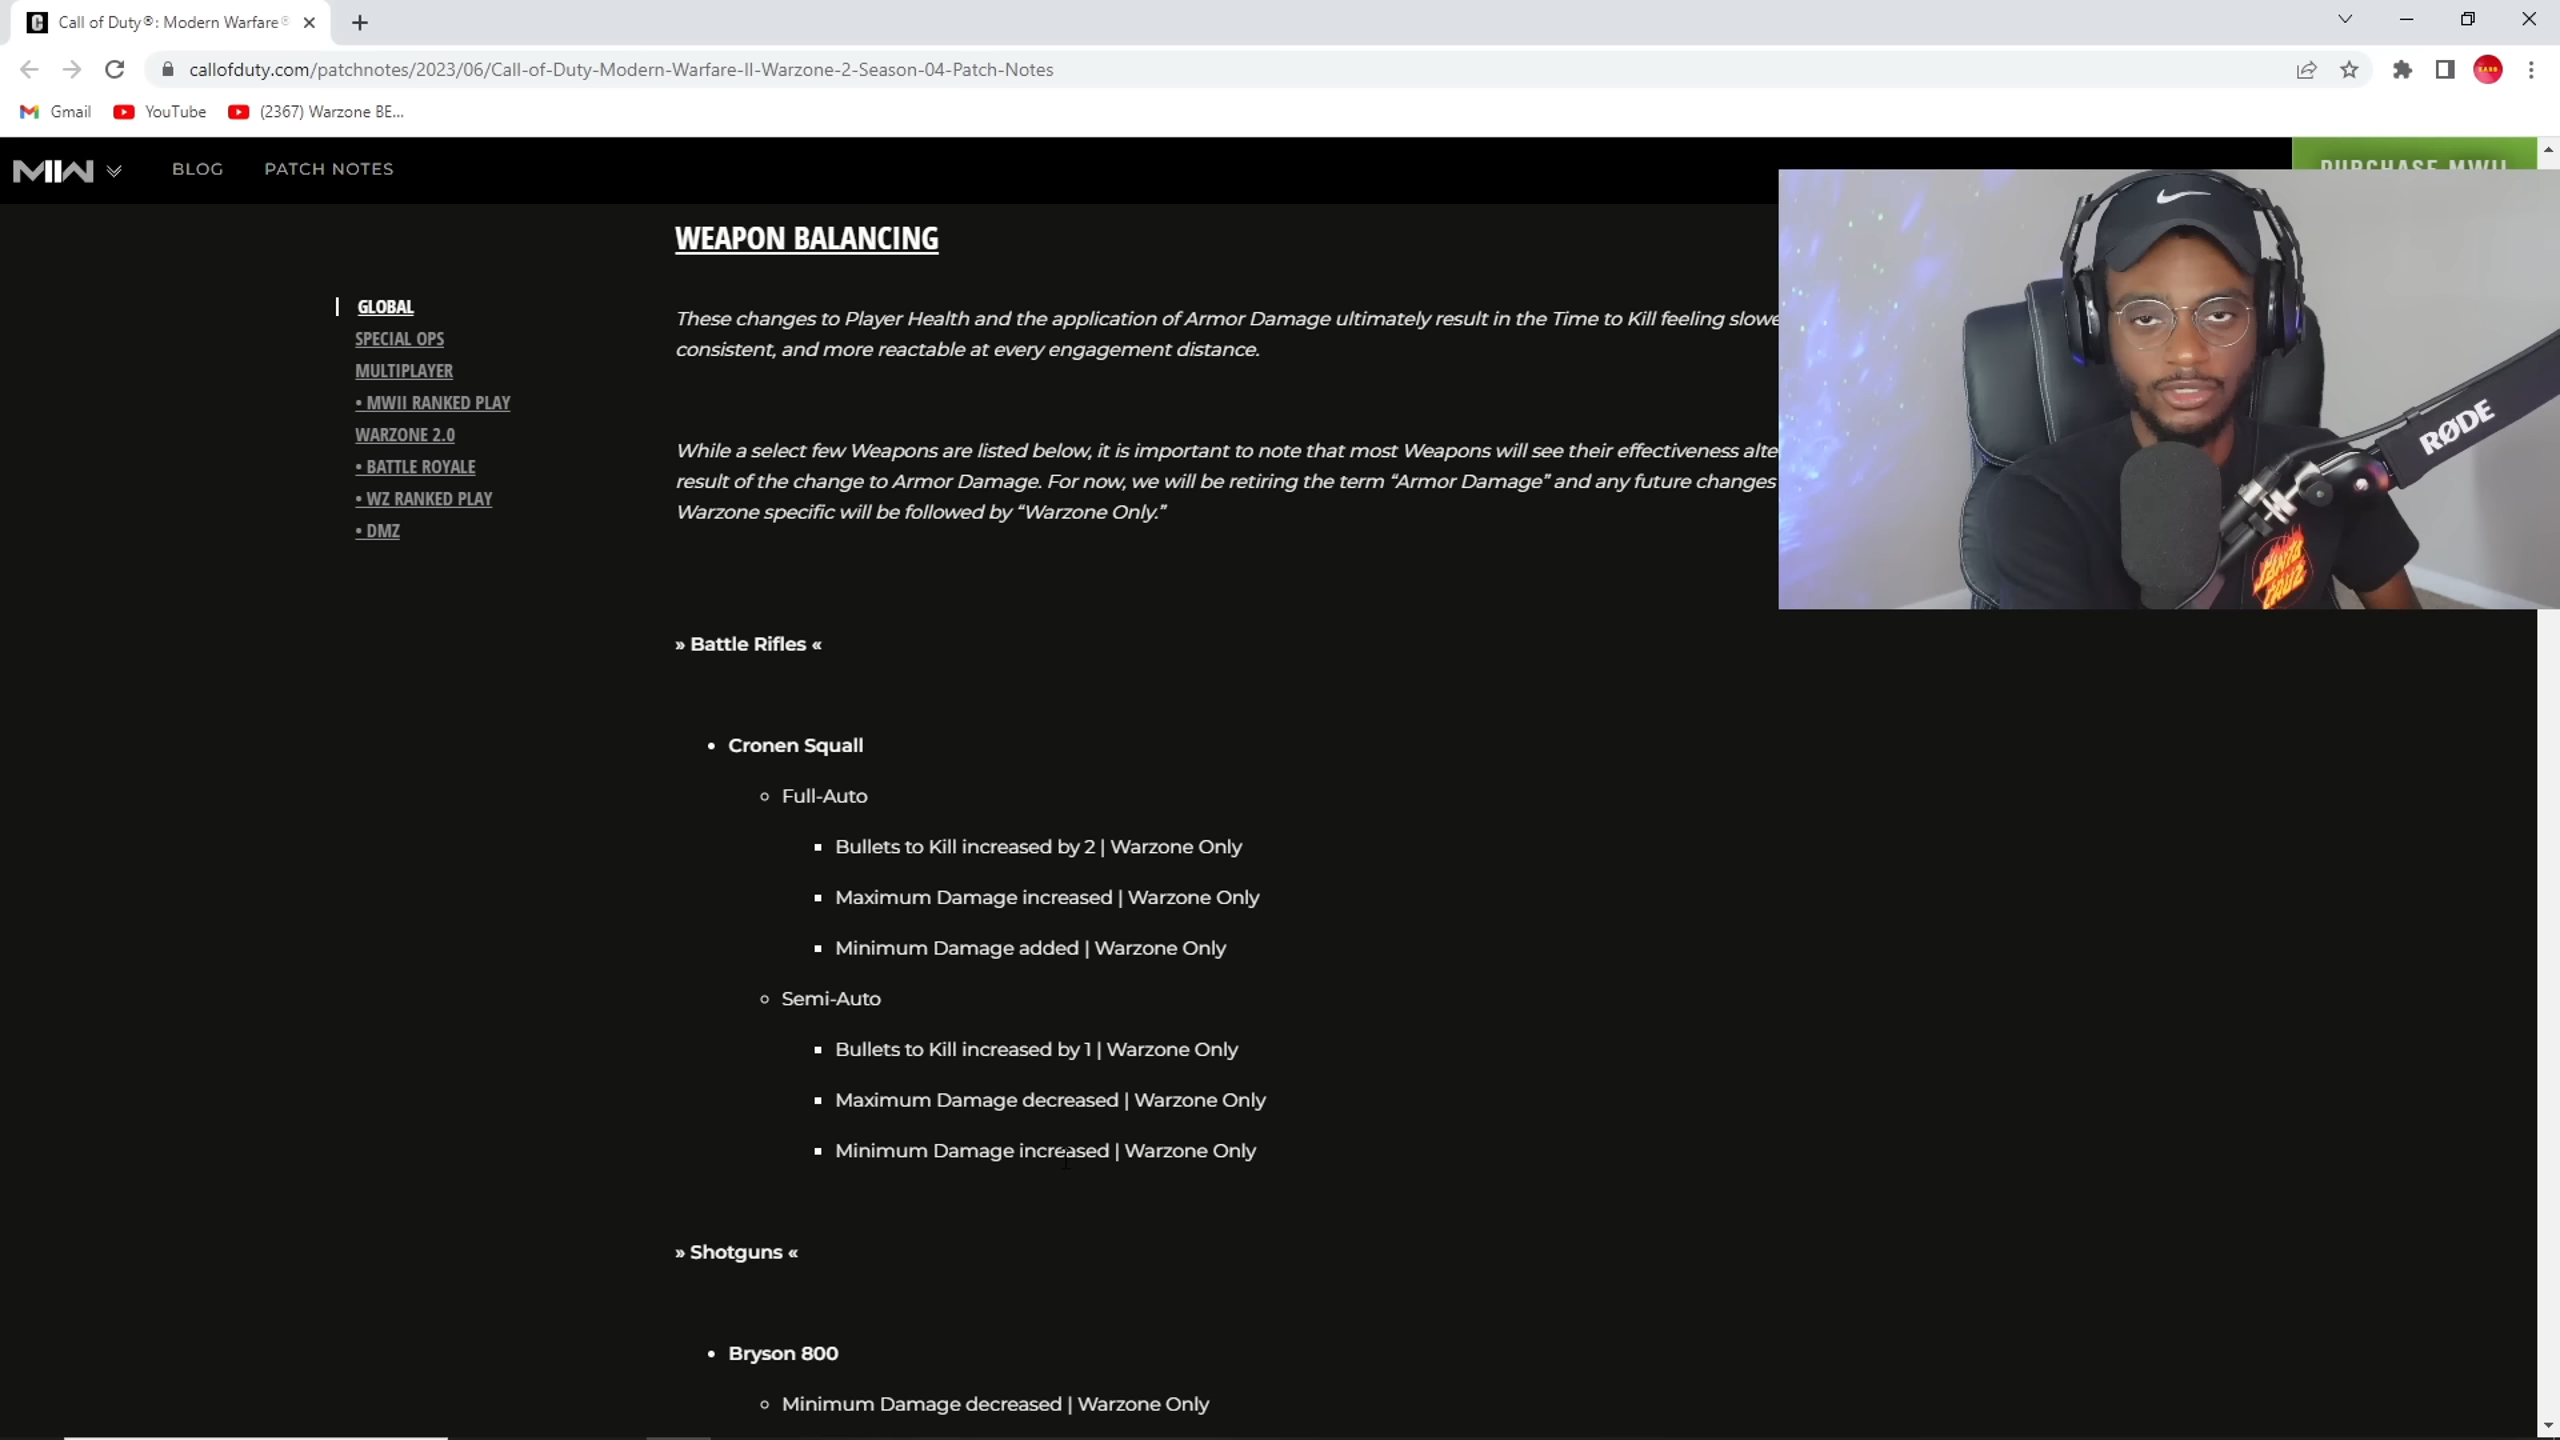 Call of Duty®: Modern Warfare®
callofduty.com/patchnotes/2023/06/Call-of-Duty-Modern-Warfare-II-Warzone-2-Season-04-Patch-Notes
Gmail
YouTube
(2367) Warzone BE...
MIIW
BLOG
PATCH NOTES
PURCHASE MWII
WEAPON BALANCING
GLOBAL
SPECIAL OPS
MULTIPLAYER
• MWII RANKED PLAY
WARZONE 2.0
• BATTLE ROYALE
• WZ RANKED PLAY
• DMZ
These changes to Player Health and the application of Armor Damage ultimately result in the Time to Kill feeling slowe
consistent, and more reactable at every engagement distance.
While a select few Weapons are listed below, it is important to note that most Weapons will see their effectiveness alte
result of the change to Armor Damage. For now, we will be retiring the term “Armor Damage” and any future changes
Warzone specific will be followed by “Warzone Only.”
» Battle Rifles «
• Cronen Squall
Full-Auto
Bullets to Kill increased by 2 | Warzone Only
Maximum Damage increased | Warzone Only
Minimum Damage added | Warzone Only
Semi-Auto
Bullets to Kill increased by 1 | Warzone Only
Maximum Damage decreased | Warzone Only
Minimum Damage increased | Warzone Only
» Shotguns «
• Bryson 800
Minimum Damage decreased | Warzone Only
RØDE
SANTA
CRUZ